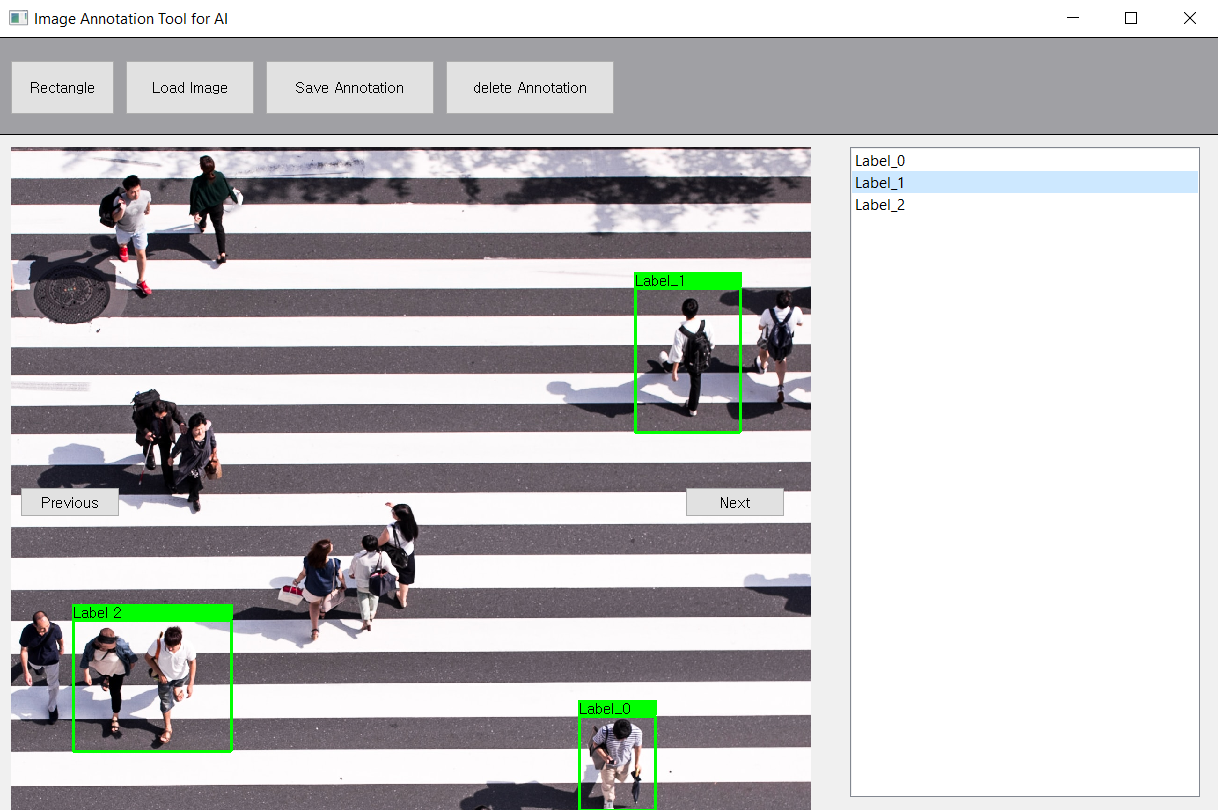 Image Annotation Tool for AI
Rectangle
Load Image
Save Annotation
delete Annotation
Label_0
Label_1
Label_2
Label_1
Previous
Next
Label 2
Label_0